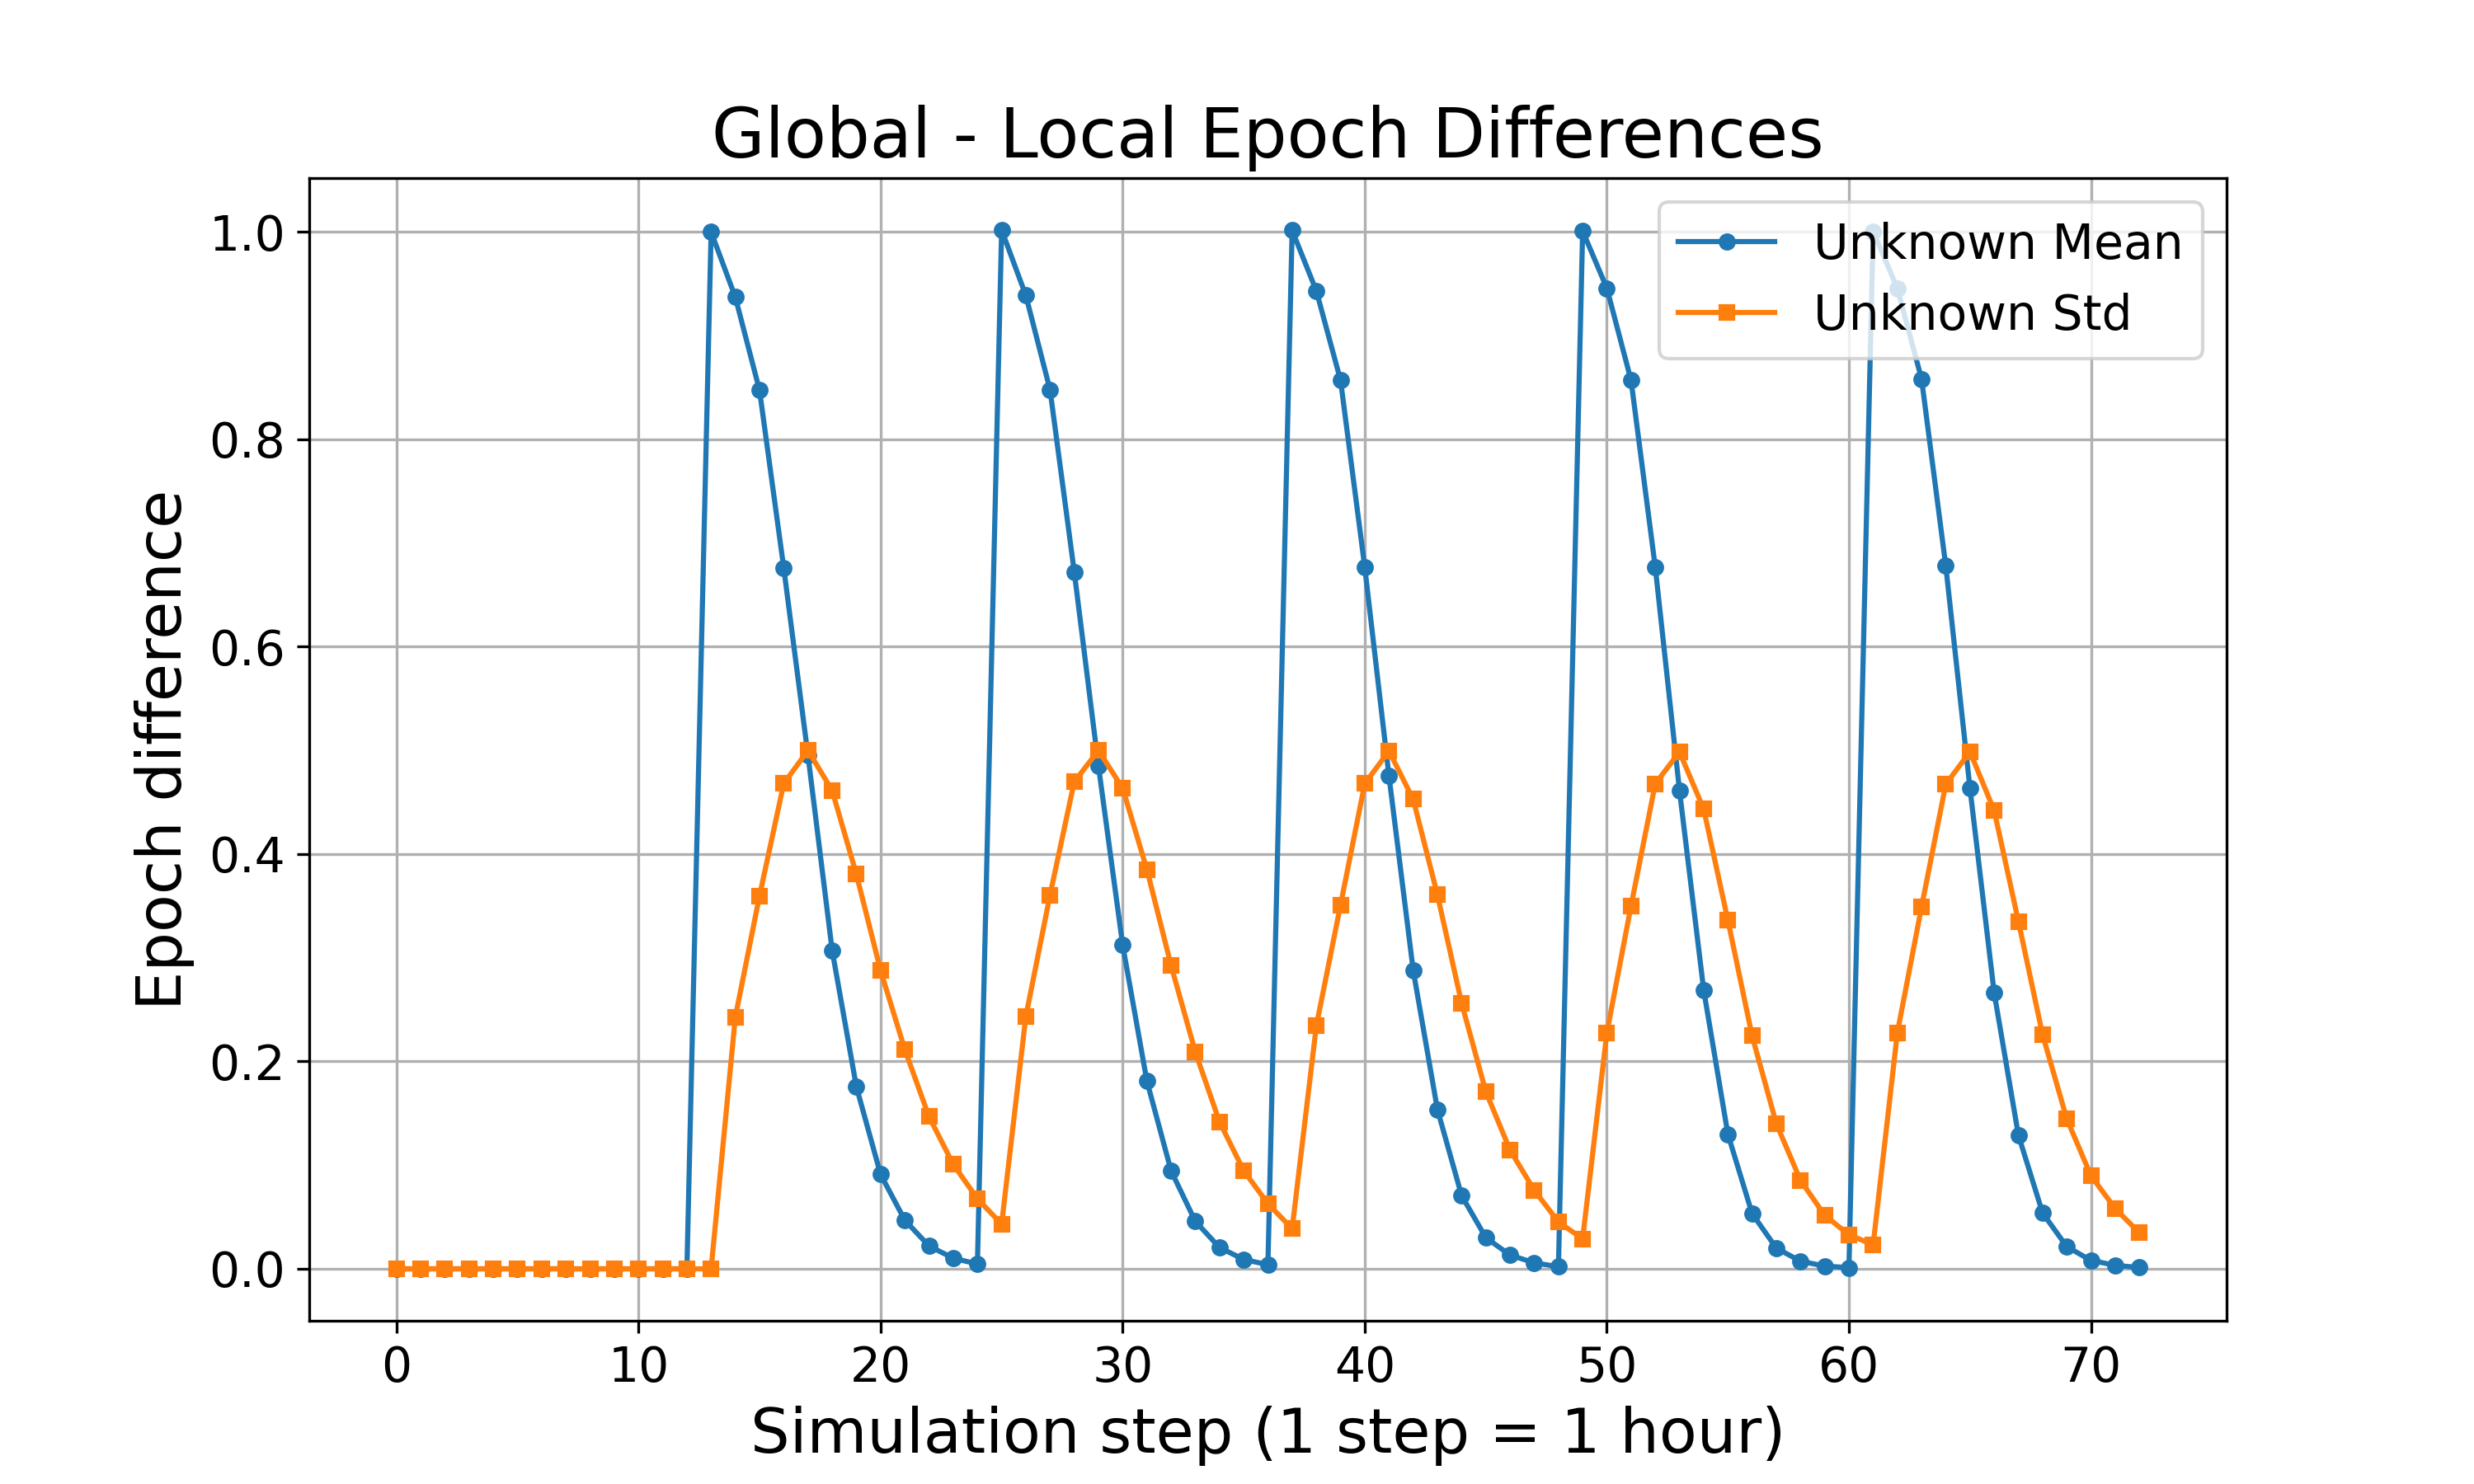 Global - Local Epoch Differences
Unknown Mean
Unknown Std
Epoch difference
1.0
0.8
0.6
0.4
0.2
0.0
0 10 20 30 40 50 60 70
Simulation step (1 step = 1 hour)